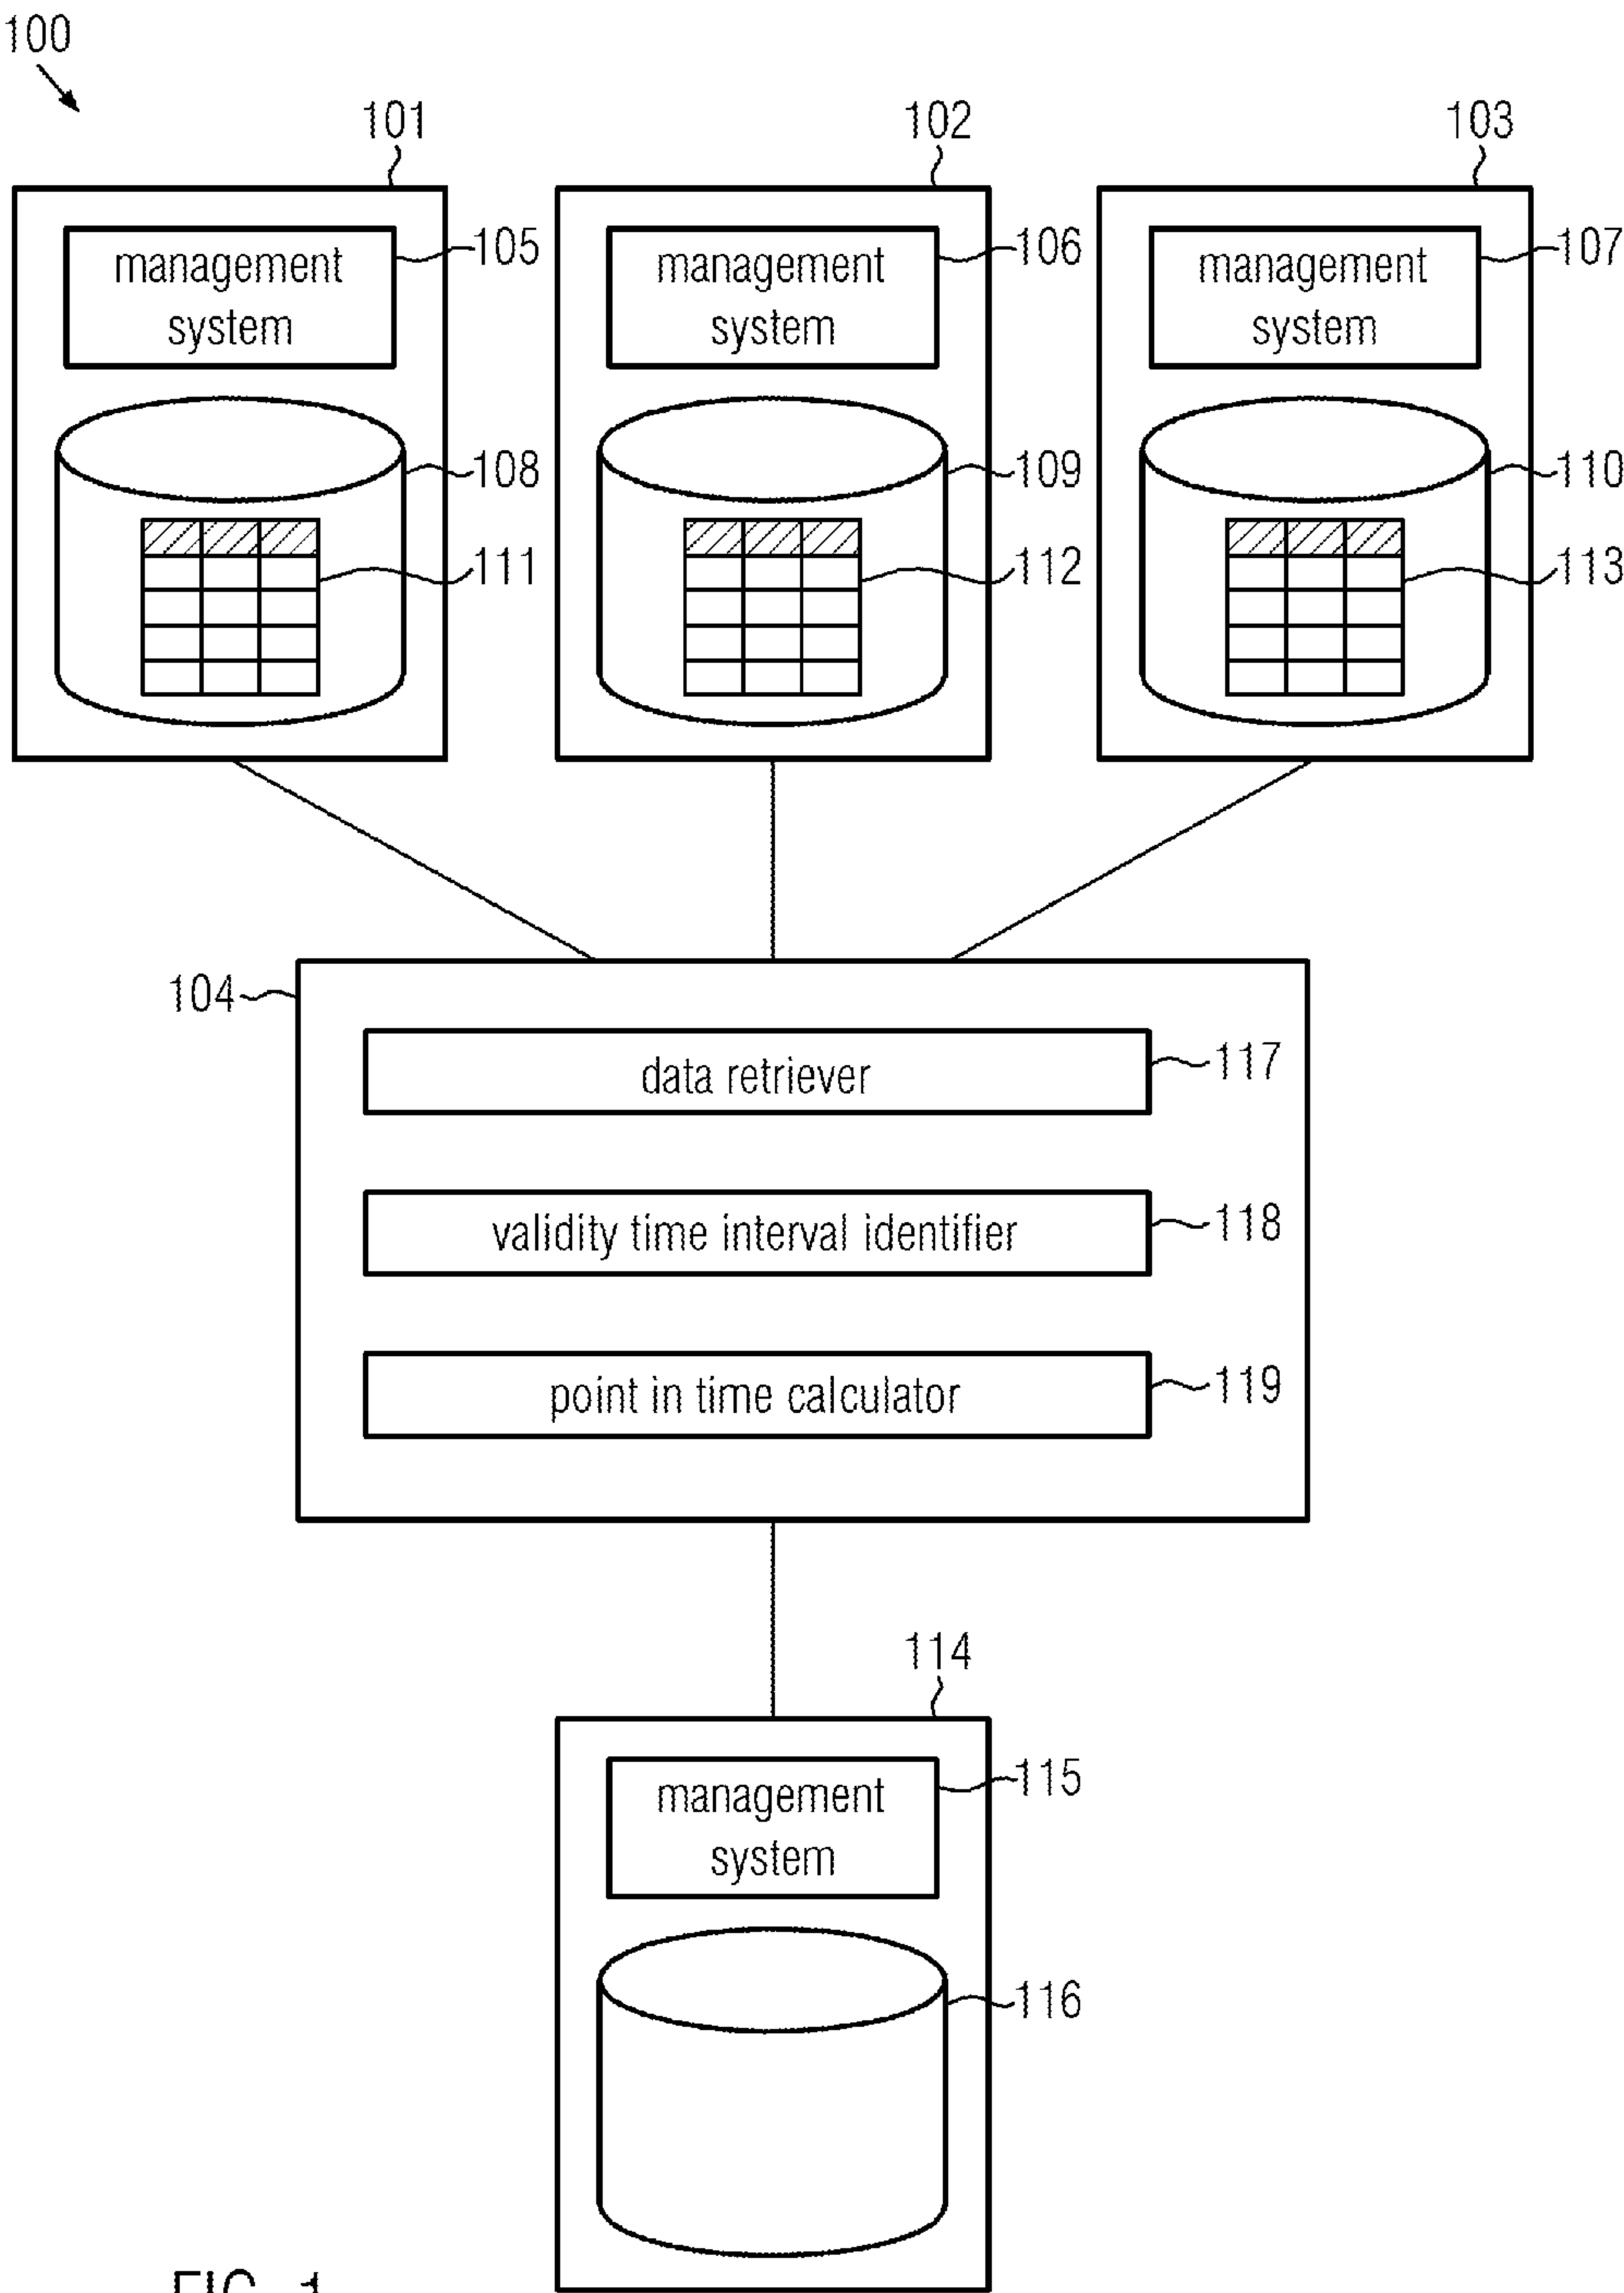 100
101
102
103
management
system
105
management
system
106
management
system
107
108
109
110
111
112
113
104
data retriever
117
validity time interval identifier
118
point in time calculator
119
114
management
system
115
116
FIG. 1